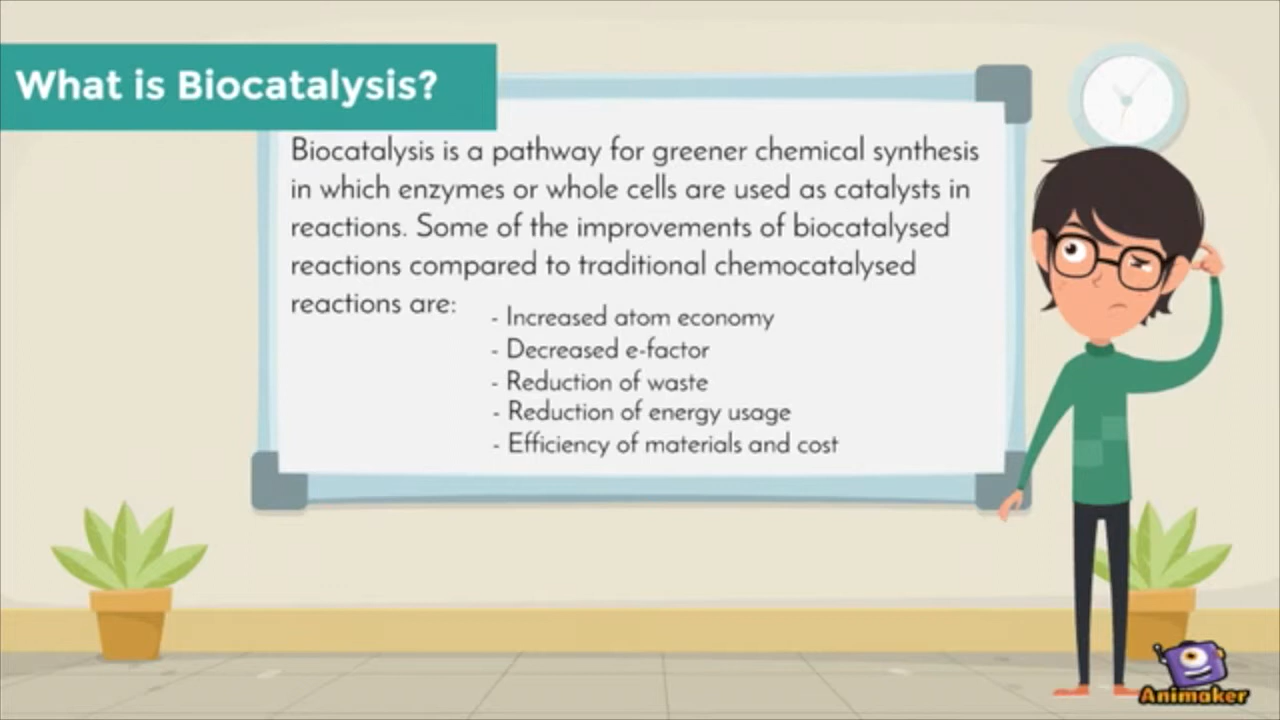 What is Biocatalysis?
Biocatalysis is a pathway for greener chemical synthesis
in which enzymes or whole cells are used as catalysts in
reactions. Some of the improvements of biocatalysed
reactions compared to traditional chemocatalysed
reactions are:
- Increased atom economy
- Decreased e-factor
- Reduction of waste
- Reduction of energy usage
- Efficiency of materials and cost
Animaker